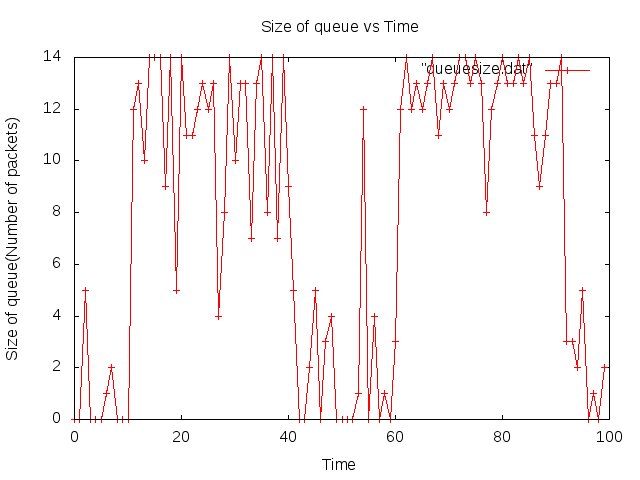 Size of queue vs Time
"queuesize.dat"
14
12
10
8
6
4
2
0
Size of queue(Number of packets)
0 20 40 60 80 100
Time